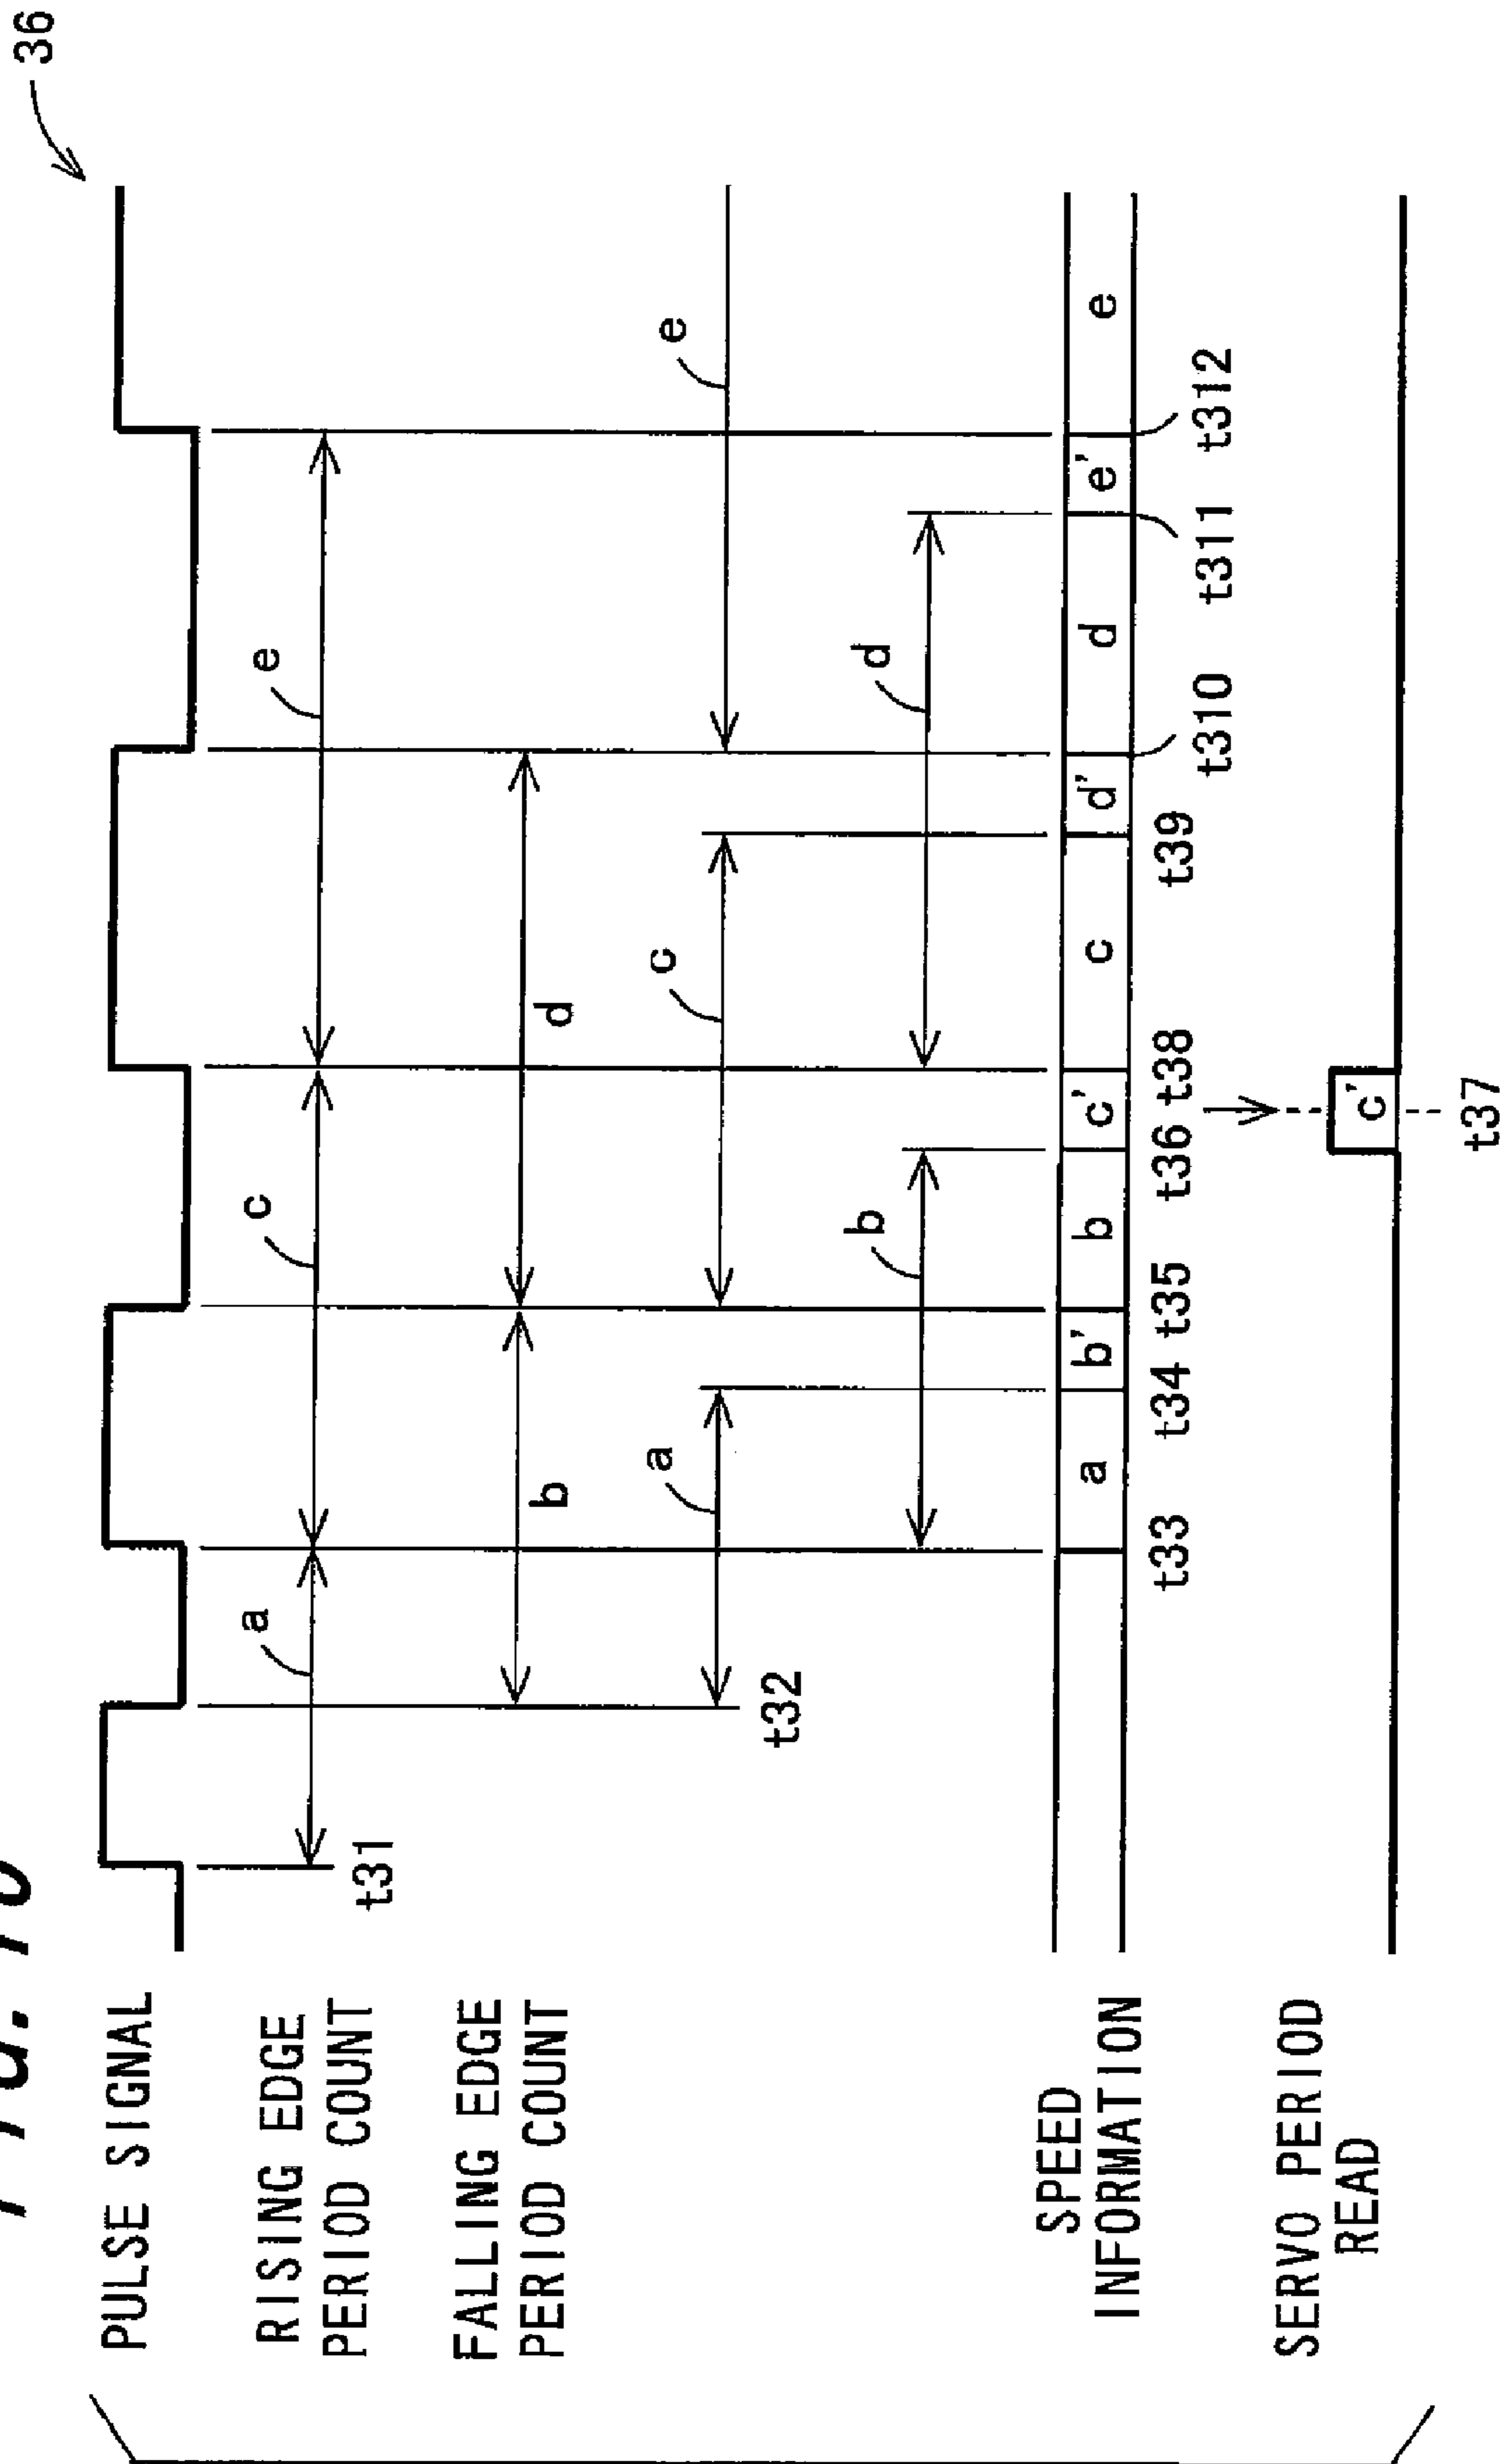 36
PULSE SIGNAL
RISING EDGE
PERIOD COUNT
a
c
e
t31
FALLING EDGE
PERIOD COUNT
b
d
a
c
e
t32
b
d
SPEED
INFORMATION
a
b'
b
c'
c
d'
d
e'
e
t33
t34
t35
t36
t38
t39
t310
t311
t312
SERVO PERIOD
READ
c'
t37